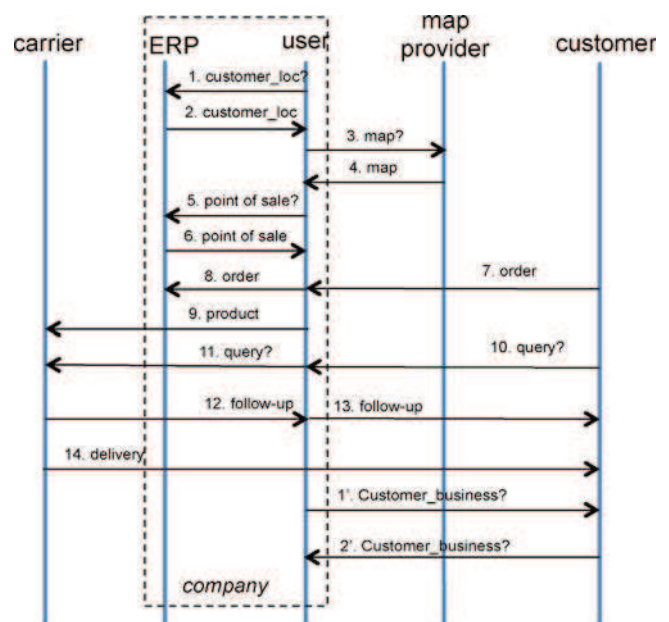 carrier
ERP
user
map
provider
customer
1. customer_loc?
2. customer_loc
3. map?
4. map
5. point of sale?
6. point of sale
7. order
8. order
9. product
10. query?
11. query?
12. follow-up
13. follow-up
14. delivery
1'. Customer_business?
2'. Customer_business?
company